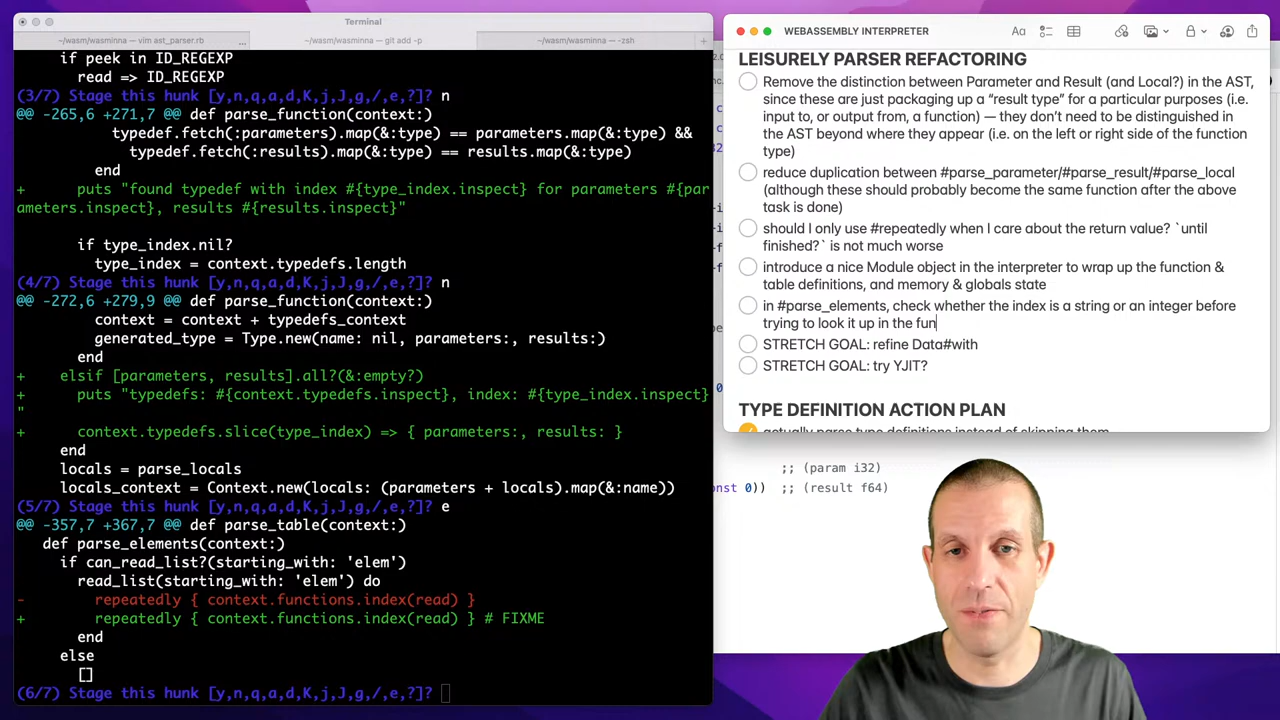 Terminal
~/wasm/wasminna — vim ast_parser.rb
...
~/wasm/wasminna — git add -p
~/wasm/wasminna — -zsh
+
if peek in ID_REGEXP
read => ID_REGEXP
(3/7) Stage this hunk [y,n,q,a,d,K,j,J,g,/,e,?]? n
@@ -265,6 +271,7 @@ def parse_function(context:)
typedef.fetch(:parameters).map(&:type) == parameters.map(&:type) &&
typedef.fetch(:results).map(&:type) == results.map(&:type)
end
+ puts "found typedef with index #{type_index.inspect} for parameters #{par
ameters.inspect}, results #{results.inspect}"
if type_index.nil?
type_index = context.typedefs.length
(4/7) Stage this hunk [y,n,q,a,d,K,j,J,g,/,e,?]? n
@@ -272,6 +279,9 @@ def parse_function(context:)
context = context + typedefs_context
generated_type = Type.new(name: nil, parameters:, results:)
end
+ elsif [parameters, results].all?(&:empty?)
+ puts "typedefs: #{context.typedefs.inspect}, index: #{type_index.inspect}
"
+ context.typedefs.slice(type_index) => { parameters:, results: }
end
locals = parse_locals
locals_context = Context.new(locals: (parameters + locals).map(&:name))
(5/7) Stage this hunk [y,n,q,a,d,K,j,J,g,/,e,?]? e
@@ -357,7 +367,7 @@ def parse_table(context:)
def parse_elements(context:)
if can_read_list?(starting_with: 'elem')
read_list(starting_with: 'elem') do
- repeatedly { context.functions.index(read) }
+ repeatedly { context.functions.index(read) } # FIXME
end
else
[]
(6/7) Stage this hunk [y,n,q,a,d,K,j,J,g,/,e,?]?
WEBASSEMBLY INTERPRETER
Aa
LEISURELY PARSER REFACTORING
Remove the distinction between Parameter and Result (and Local?) in the AST,
since these are just packaging up a “result type” for a particular purposes (i.e.
input to, or output from, a function) — they don’t need to be distinguished in
the AST beyond where they appear (i.e. on the left or right side of the function
type)
reduce duplication between #parse_parameter/#parse_result/#parse_local
(although these should probably become the same function after the above
task is done)
should I only use #repeatedly when I care about the return value? `until
finished?` is not much worse
introduce a nice Module object in the interpreter to wrap up the function &
table definitions, and memory & globals state
in #parse_elements, check whether the index is a string or an integer before
trying to look it up in the fun
STRETCH GOAL: refine Data#with
STRETCH GOAL: try YJIT?
TYPE DEFINITION ACTION PLAN
actually parse type definitions instead of skipping them
;; (param i32)
onst 0)) ;; (result f64)